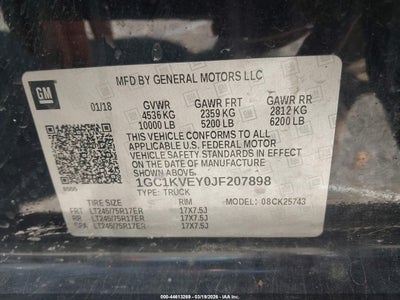 GM
MFD BY GENERAL MOTORS LLC
01/18 GVWR GAWR FRT GAWR RR
4536 KG 2359 KG 2812 KG
10000 LB 5200 LB 6200 LB
THIS VEHICLE CONFORMS TO ALL
APPLICABLE U.S. FEDERAL MOTOR
VEHICLE SAFETY STANDARDS IN EFFECT
ON THE DATE OF MANUFACTURE SHOWN ABOVE.
1GC1KVEY0JF207898
TYPE: TRUCK MODEL: 08CK25743
TIRE SIZE RIM
FRT LT245/75R17ER 17X7.5J
RR LT245/75R17ER 17X7.5J
SPA LT245/75R17ER 17X7.5J
000-44613269 - 03/19/2026 - IAA, Inc.